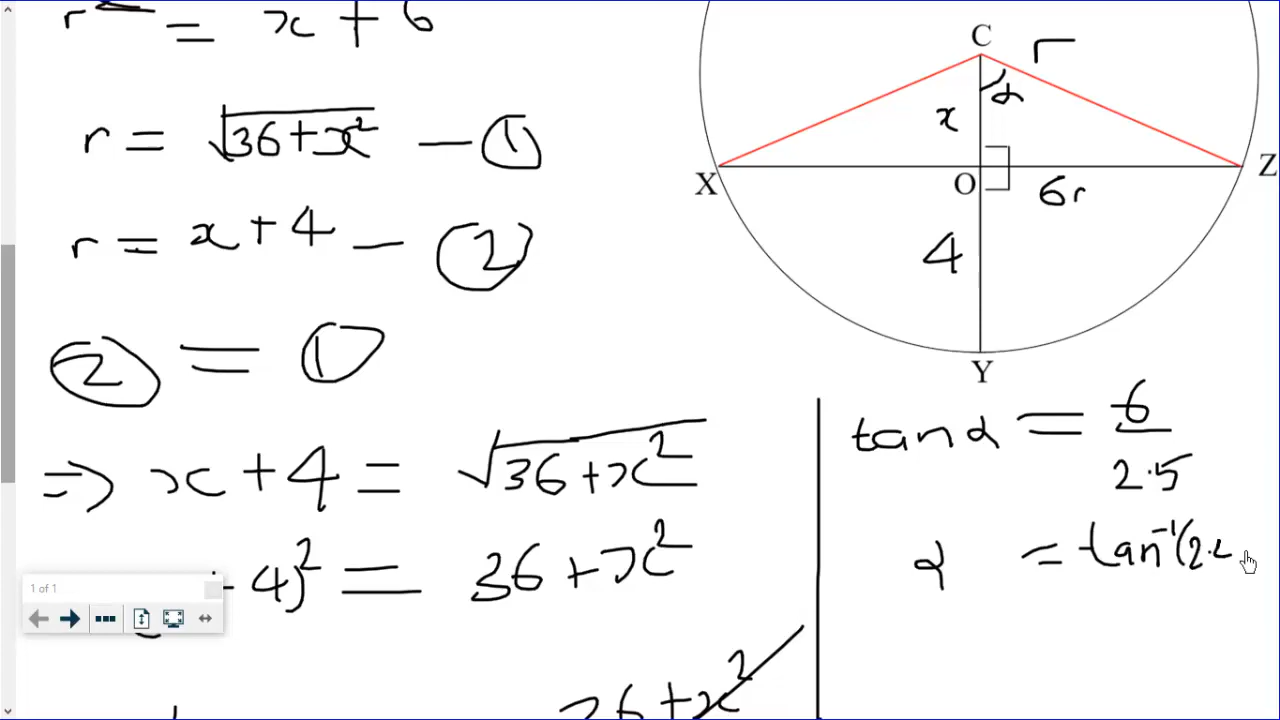 r² = x + 6
r = √36+x² — ①
r = x + 4 — ②
② = ①
⇒ x + 4 = √36+x²
4)² = 36 + x²
36 + x²
C
r
x
α
X
O
Z
6
4
Y
tan α = 6/2.5
α = tan⁻¹(2.
1 of 1